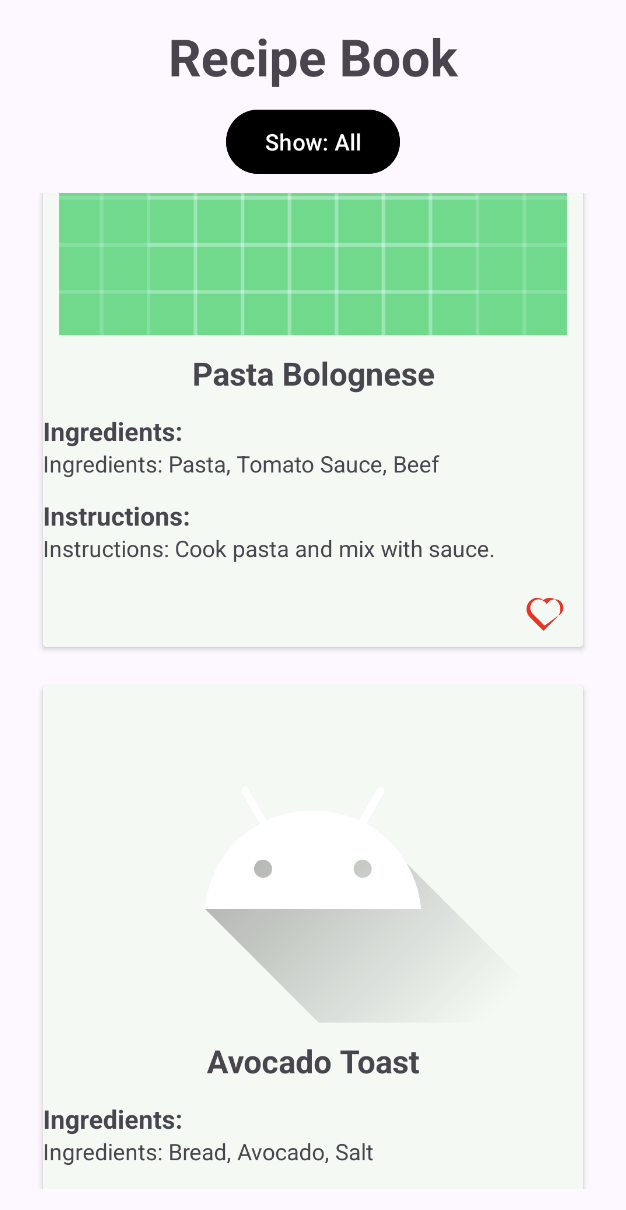 Recipe Book
Show: All
Pasta Bolognese
Ingredients:
Ingredients: Pasta, Tomato Sauce, Beef
Instructions:
Instructions: Cook pasta and mix with sauce.
Avocado Toast
Ingredients:
Ingredients: Bread, Avocado, Salt